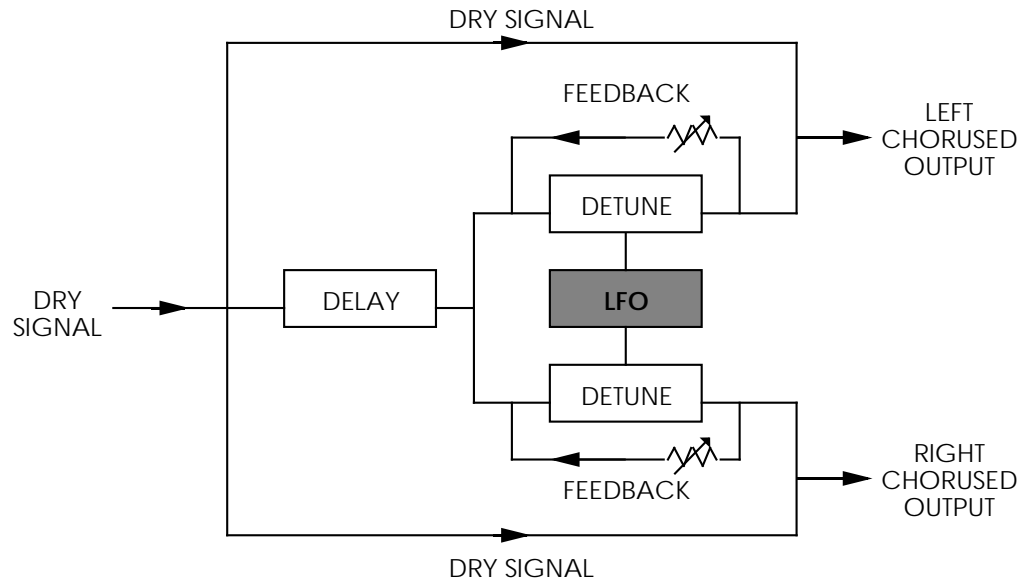 DRY SIGNAL
FEEDBACK
LEFT
CHORUSED
OUTPUT
DETUNE
DRY
SIGNAL
DELAY
LFO
DETUNE
FEEDBACK
RIGHT
CHORUSED
OUTPUT
DRY SIGNAL